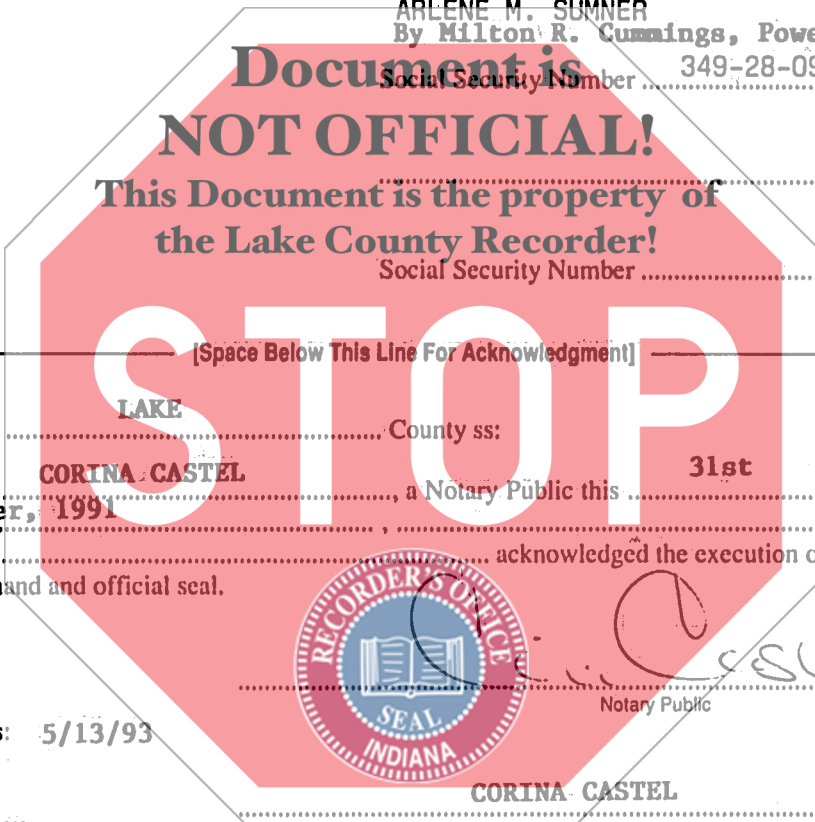 ARLENE M. SUMNER
By Milton R. Cummings, Powe
Document is
Social Security Number 349-28-09
NOT OFFICIAL!
This Document is the property of
the Lake County Recorder!
Social Security Number
STOP
[Space Below This Line For Acknowledgment]
LAKE
County ss:
CORINA CASTEL, a Notary Public this 31st
er, 1991
acknowledged the execution o
and and official seal.
RECORDER'S OFFICE
SEAL
INDIANA
Notary Public
s: 5/13/93
CORINA CASTEL